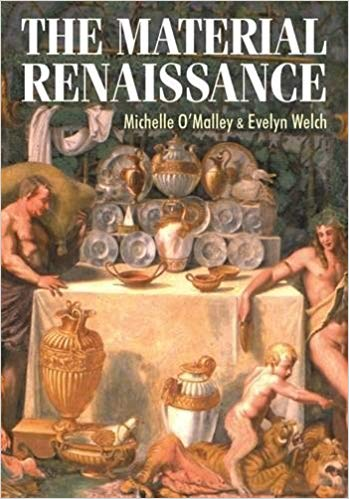 THE MATERIAL
RENAISSANCE
Michelle O'Malley & Evelyn Welch